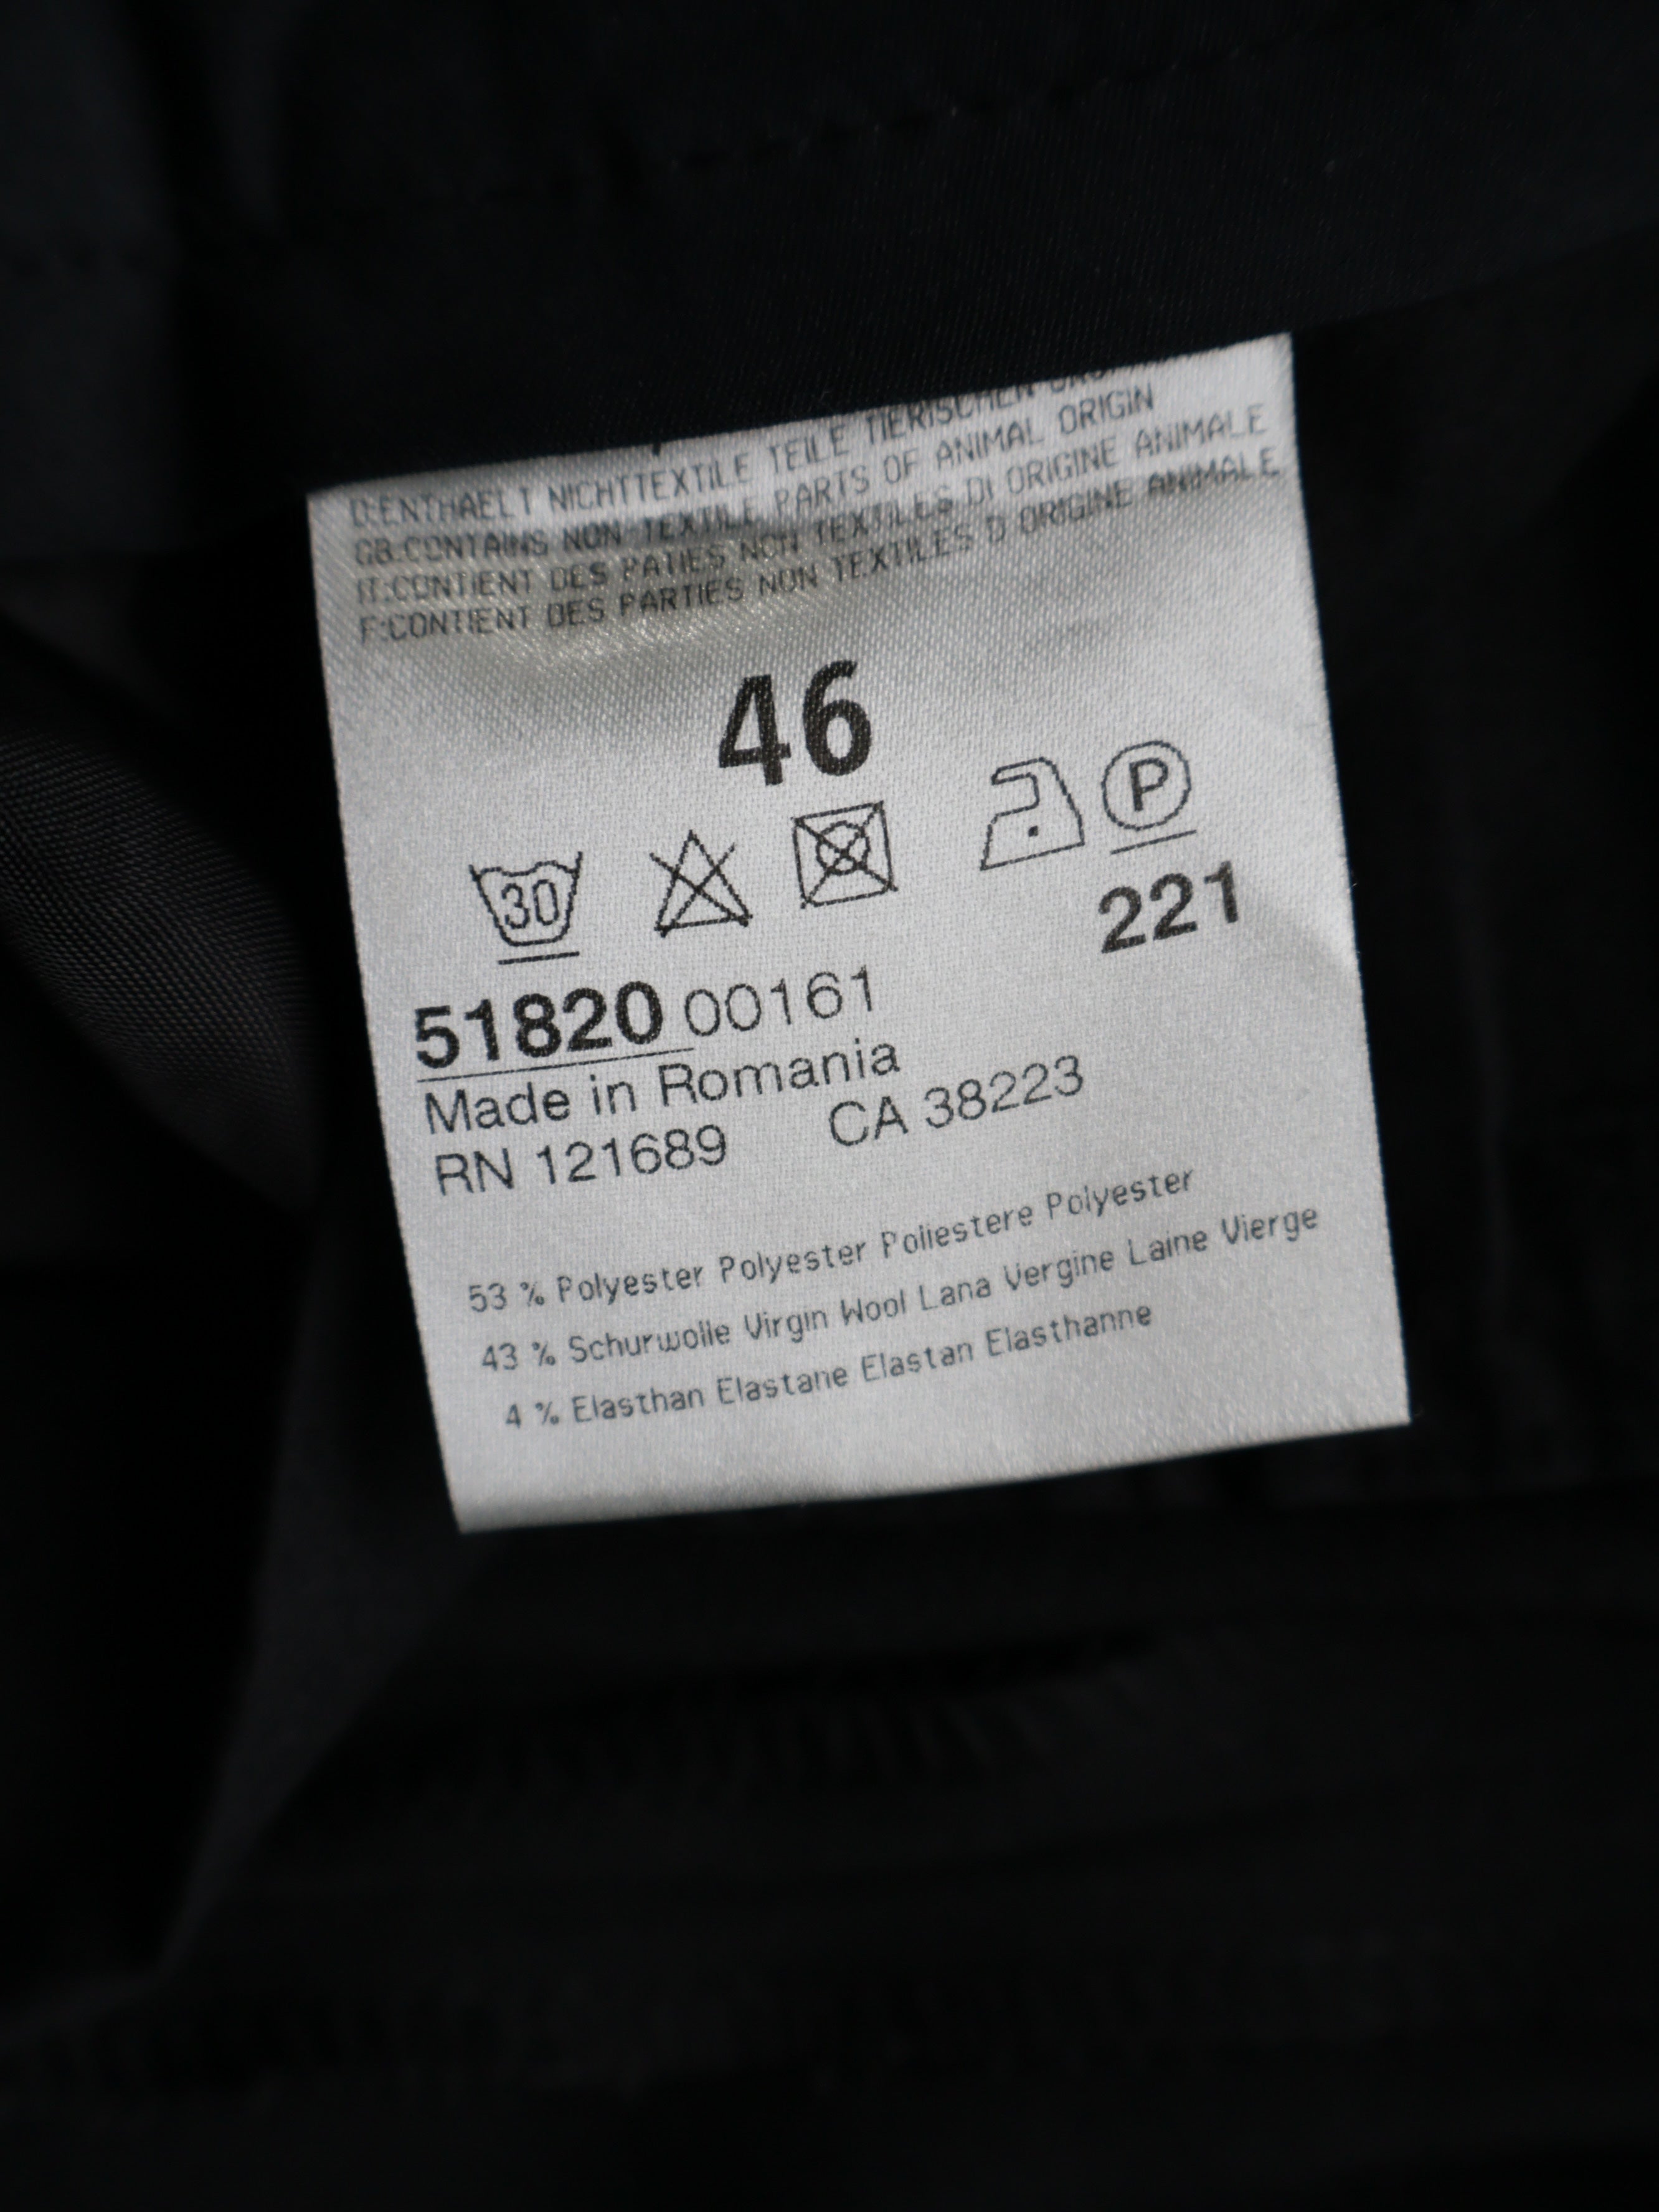 D:ENTHAELT NICHTTEXTILE TEILE TIERISCHEN
GB:CONTAINS NON-TEXTILE PARTS OF ANIMAL ORIGIN
IT:CONTIENT DES PATIES NON TEXTILES DI ORIGINE ANIMALE
F:CONTIENT DES PARTIES NON TEXTILES D ORIGINE ANIMALE
46
30 P
221
51820 00161
Made in Romania
RN 121689 CA 38223
53 % Polyester Polyester Poliestere Polyester
43 % Schurwolle Virgin Wool Lana Vergine Laine Vierge
4 % Elasthan Elastane Elastan Elasthanne